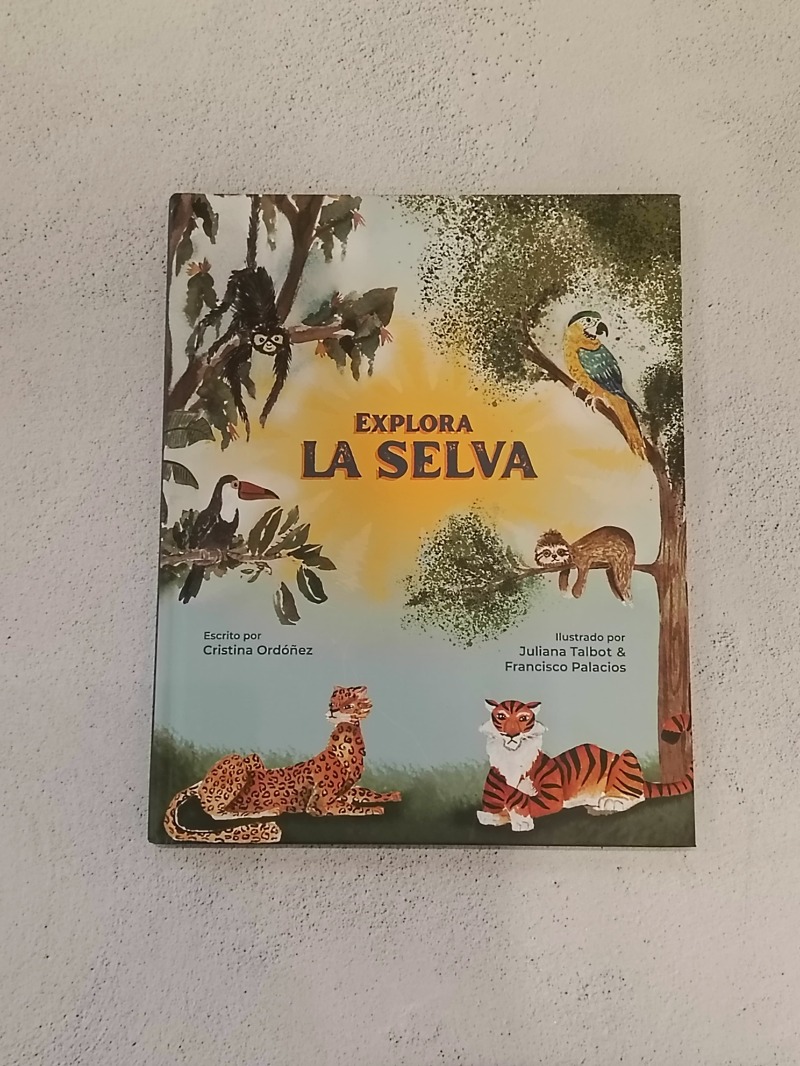 EXPLORA
LA SELVA
Escrito por
Cristina Ordóñez
Ilustrado por
Juliana Talbot &
Francisco Palacios